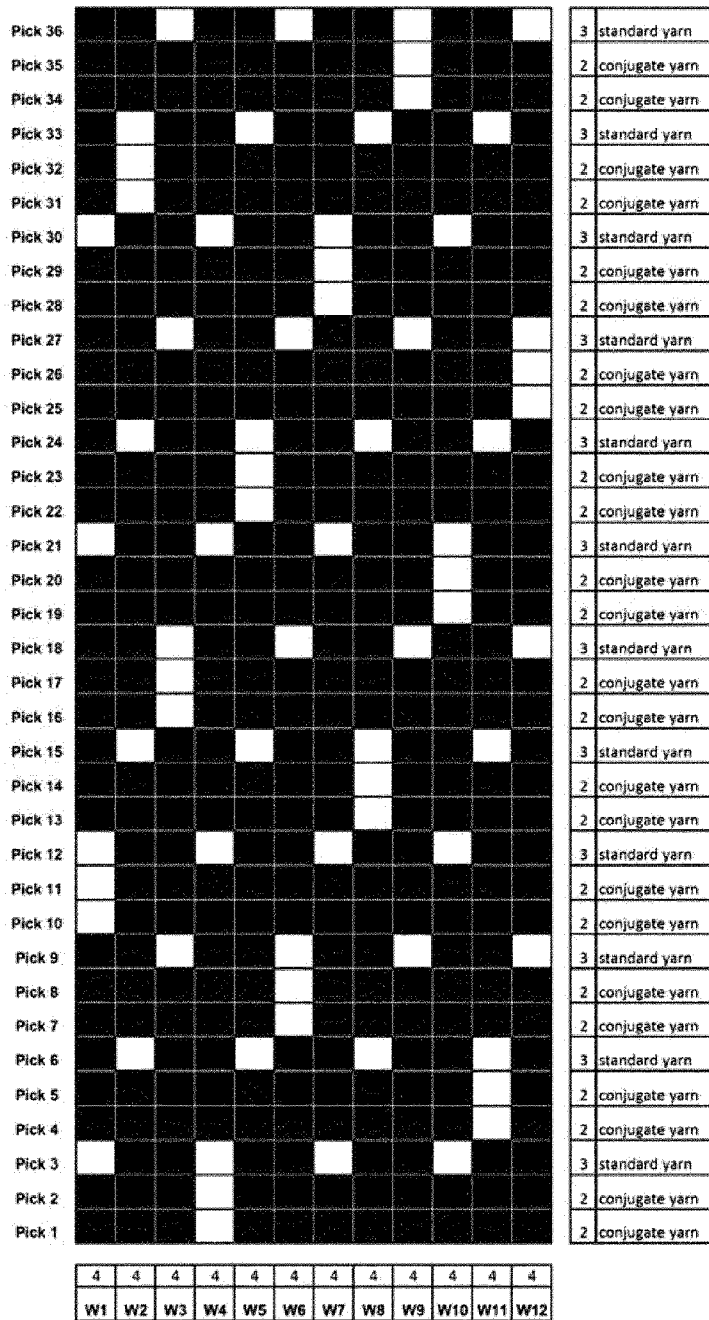 Pick 36 3 standard yarn
Pick 35 2 conjugate yarn
Pick 34 2 conjugate yarn
Pick 33 3 standard yarn
Pick 32 2 conjugate yarn
Pick 31 2 conjugate yarn
Pick 30 3 standard yarn
Pick 29 2 conjugate yarn
Pick 28 2 conjugate yarn
Pick 27 3 standard yarn
Pick 26 2 conjugate yarn
Pick 25 2 conjugate yarn
Pick 24 3 standard yarn
Pick 23 2 conjugate yarn
Pick 22 2 conjugate yarn
Pick 21 3 standard yarn
Pick 20 2 conjugate yarn
Pick 19 2 conjugate yarn
Pick 18 3 standard yarn
Pick 17 2 conjugate yarn
Pick 16 2 conjugate yarn
Pick 15 3 standard yarn
Pick 14 2 conjugate yarn
Pick 13 2 conjugate yarn
Pick 12 3 standard yarn
Pick 11 2 conjugate yarn
Pick 10 2 conjugate yarn
Pick 9 3 standard yarn
Pick 8 2 conjugate yarn
Pick 7 2 conjugate yarn
Pick 6 3 standard yarn
Pick 5 2 conjugate yarn
Pick 4 2 conjugate yarn
Pick 3 3 standard yarn
Pick 2 2 conjugate yarn
Pick 1 2 conjugate yarn
4 4 4 4 4 4 4 4 4 4 4 4
W1 W2 W3 W4 W5 W6 W7 W8 W9 W10 W11 W12